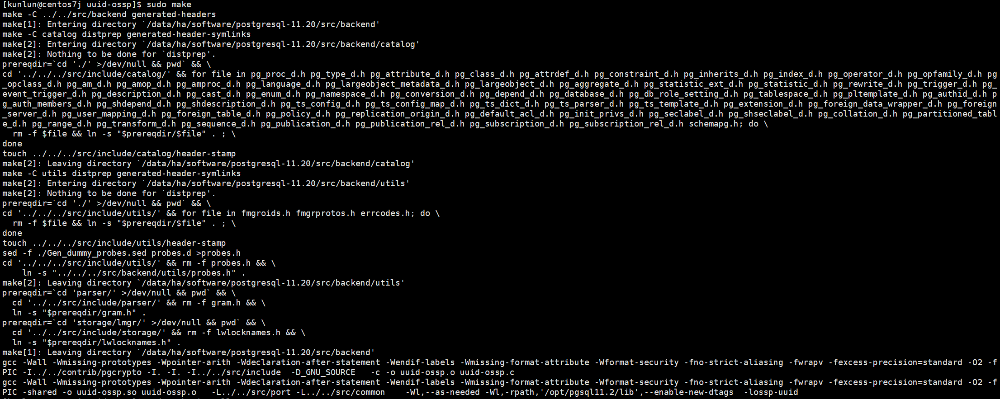 [kunlun@centos7j uuid-ossp]$ sudo make
make -C ../../src/backend generated-headers
make[1]: Entering directory `/data/ha/software/postgresql-11.20/src/backend'
make -C catalog distprep generated-header-symlinks
make[2]: Entering directory `/data/ha/software/postgresql-11.20/src/backend/catalog'
make[2]: Nothing to be done for `distprep'.
prereqdir=`cd './' >/dev/null && pwd` && \
cd '../../../src/include/catalog/' && for file in pg_proc_d.h pg_type_d.h pg_attribute_d.h pg_class_d.h pg_attrdef_d.h pg_constraint_d.h pg_inherits_d.h pg_index_d.h pg_operator_d.h pg_opfamily_d.h pg
_opclass_d.h pg_am_d.h pg_amop_d.h pg_amproc_d.h pg_language_d.h pg_largeobject_metadata_d.h pg_largeobject_d.h pg_aggregate_d.h pg_statistic_ext_d.h pg_statistic_d.h pg_rewrite_d.h pg_trigger_d.h pg_
event_trigger_d.h pg_description_d.h pg_cast_d.h pg_enum_d.h pg_namespace_d.h pg_conversion_d.h pg_depend_d.h pg_database_d.h pg_db_role_setting_d.h pg_tablespace_d.h pg_pltemplate_d.h pg_authid_d.h p
g_auth_members_d.h pg_shdepend_d.h pg_shdescription_d.h pg_ts_config_d.h pg_ts_config_map_d.h pg_ts_dict_d.h pg_ts_parser_d.h pg_ts_template_d.h pg_extension_d.h pg_foreign_data_wrapper_d.h pg_foreign
_server_d.h pg_user_mapping_d.h pg_foreign_table_d.h pg_policy_d.h pg_replication_origin_d.h pg_default_acl_d.h pg_init_privs_d.h pg_seclabel_d.h pg_shseclabel_d.h pg_collation_d.h pg_partitioned_tabl
e_d.h pg_range_d.h pg_transform_d.h pg_sequence_d.h pg_publication_d.h pg_publication_rel_d.h pg_subscription_d.h pg_subscription_rel_d.h schemapg.h; do \
  rm -f $file && ln -s "$prereqdir/$file" . ; \
done
touch ../../../src/include/catalog/header-stamp
make[2]: Leaving directory `/data/ha/software/postgresql-11.20/src/backend/catalog'
make -C utils distprep generated-header-symlinks
make[2]: Entering directory `/data/ha/software/postgresql-11.20/src/backend/utils'
make[2]: Nothing to be done for `distprep'.
prereqdir=`cd './' >/dev/null && pwd` && \
cd '../../../src/include/utils/' && for file in fmgroids.h fmgrprotos.h errcodes.h; do \
  rm -f $file && ln -s "$prereqdir/$file" . ; \
done
touch ../../../src/include/utils/header-stamp
sed -f ./Gen_dummy_probes.sed probes.d >probes.h
cd '../../../src/include/utils/' && rm -f probes.h && \
    ln -s "../../../src/backend/utils/probes.h" .
make[2]: Leaving directory `/data/ha/software/postgresql-11.20/src/backend/utils'
prereqdir=`cd 'parser/' >/dev/null && pwd` && \
  cd '../../src/include/parser/' && rm -f gram.h && \
  ln -s "$prereqdir/gram.h" .
prereqdir=`cd 'storage/lmgr/' >/dev/null && pwd` && \
  cd '../../src/include/storage/' && rm -f lwlocknames.h && \
  ln -s "$prereqdir/lwlocknames.h" .
make[1]: Leaving directory `/data/ha/software/postgresql-11.20/src/backend'
gcc -Wall -Wmissing-prototypes -Wpointer-arith -Wdeclaration-after-statement -Wendif-labels -Wmissing-format-attribute -Wformat-security -fno-strict-aliasing -fwrapv -fexcess-precision=standard -O2 -f
PIC -I../../contrib/pgcrypto -I. -I. -I../../src/include  -D_GNU_SOURCE   -c -o uuid-ossp.o uuid-ossp.c
gcc -Wall -Wmissing-prototypes -Wpointer-arith -Wdeclaration-after-statement -Wendif-labels -Wmissing-format-attribute -Wformat-security -fno-strict-aliasing -fwrapv -fexcess-precision=standard -O2 -f
PIC -shared -o uuid-ossp.so uuid-ossp.o   -L../../src/port -L../../src/common    -Wl,--as-needed -Wl,-rpath,'/opt/pgsql11.2/lib',--enable-new-dtags  -lossp-uuid